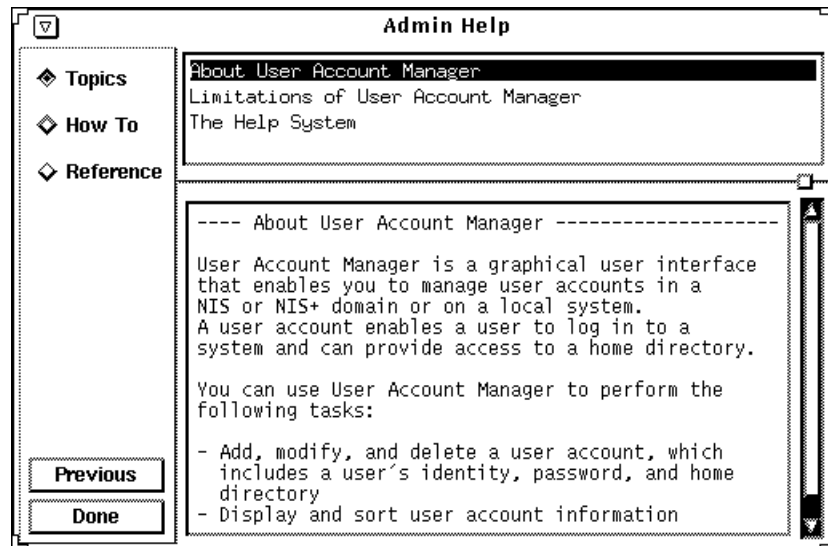 Admin Help
Topics
How To
Reference
About User Account Manager
Limitations of User Account Manager
The Help System
---- About User Account Manager --------------------
User Account Manager is a graphical user interface
that enables you to manage user accounts in a
NIS or NIS+ domain or on a local system.
A user account enables a user to log in to a
system and can provide access to a home directory.
You can use User Account Manager to perform the
following tasks:
- Add, modify, and delete a user account, which
includes a user´s identity, password, and home
directory
- Display and sort user account information
Previous
Done